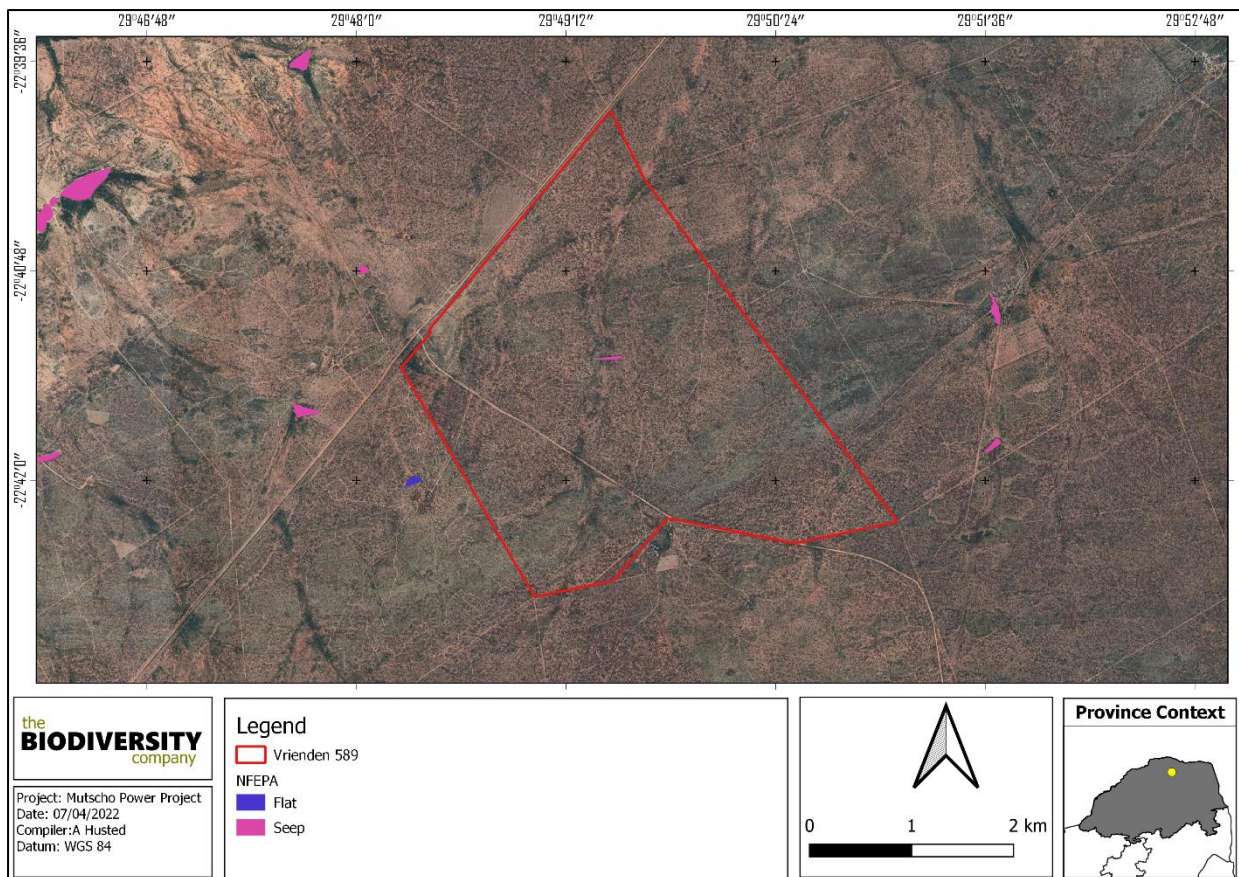 29°46'48" 29°48'0" 29°49'12" 29°50'24" 29°51'36" 29°52'48"
-22°39'36"
-22°40'48"
-22°42'0"
the
BIODIVERSITY
company
Project: Mutscho Power Project
Date: 07/04/2022
Compiler:A Husted
Datum: WGS 84
Legend
Vrienden 589
NFEPA
Flat
Seep
0 1 2 km
Province Context